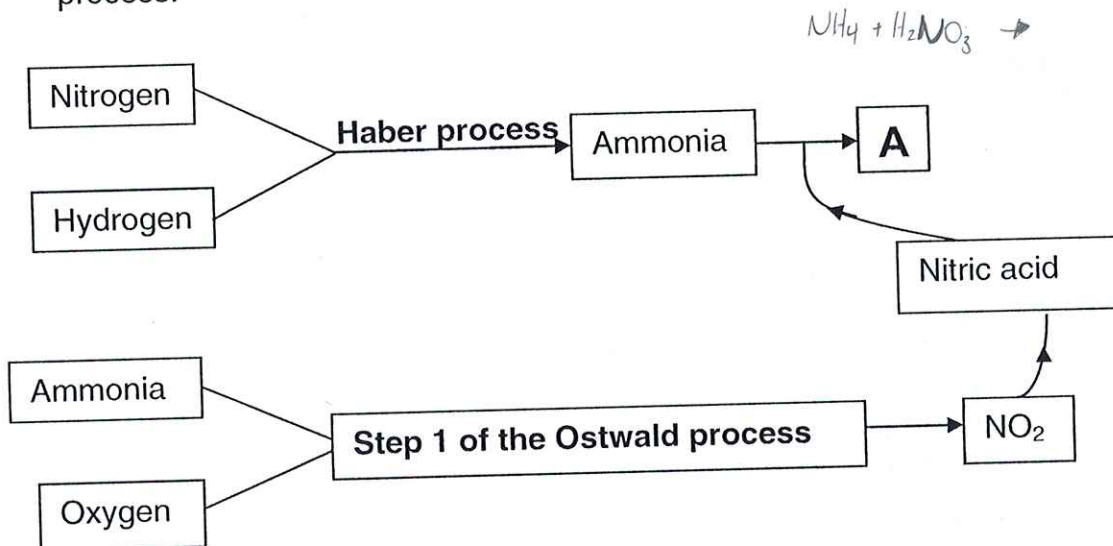 process.
NH4 + H2NO3 →
Nitrogen
Haber process
Ammonia
A
Hydrogen
Nitric acid
Ammonia
Step 1 of the Ostwald process
NO₂
Oxygen